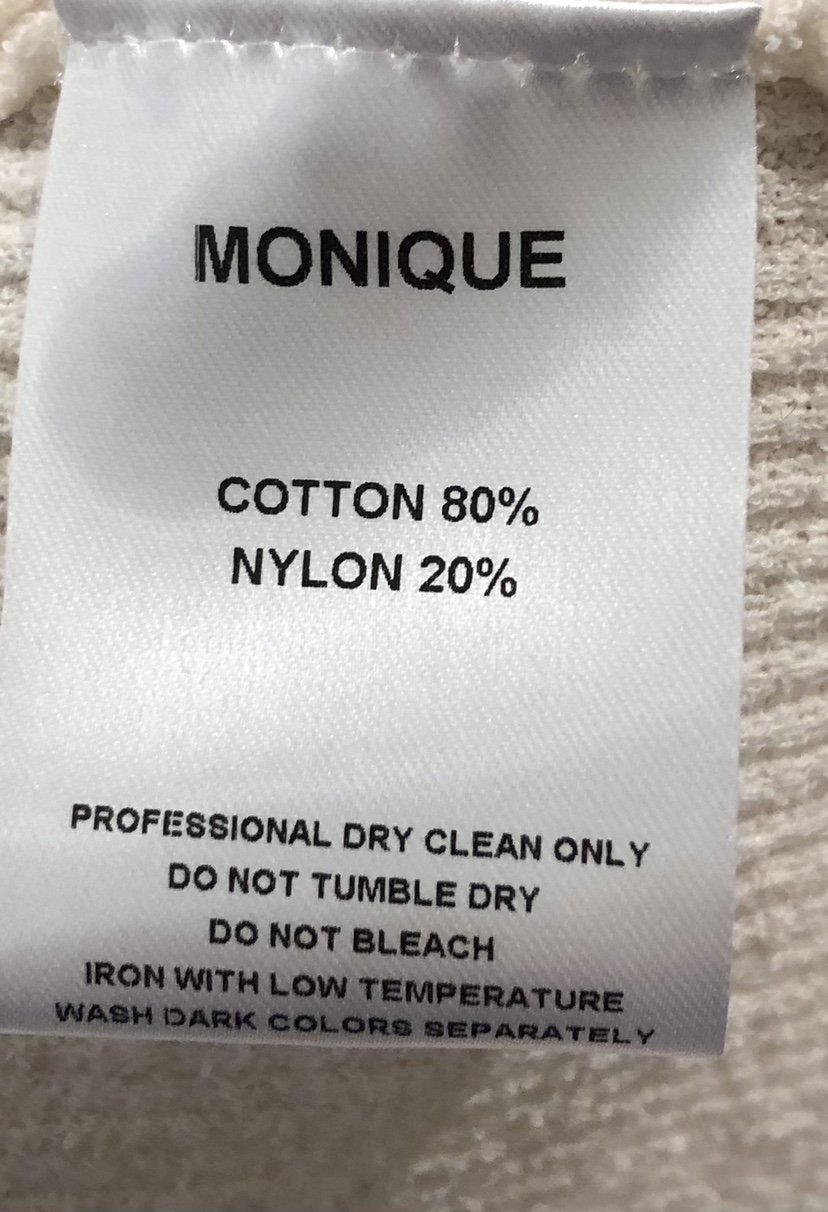 MONIQUE
COTTON 80%
NYLON 20%
PROFESSIONAL DRY CLEAN ONLY
DO NOT TUMBLE DRY
DO NOT BLEACH
IRON WITH LOW TEMPERATURE
WASH DARK COLORS SEPARATELY